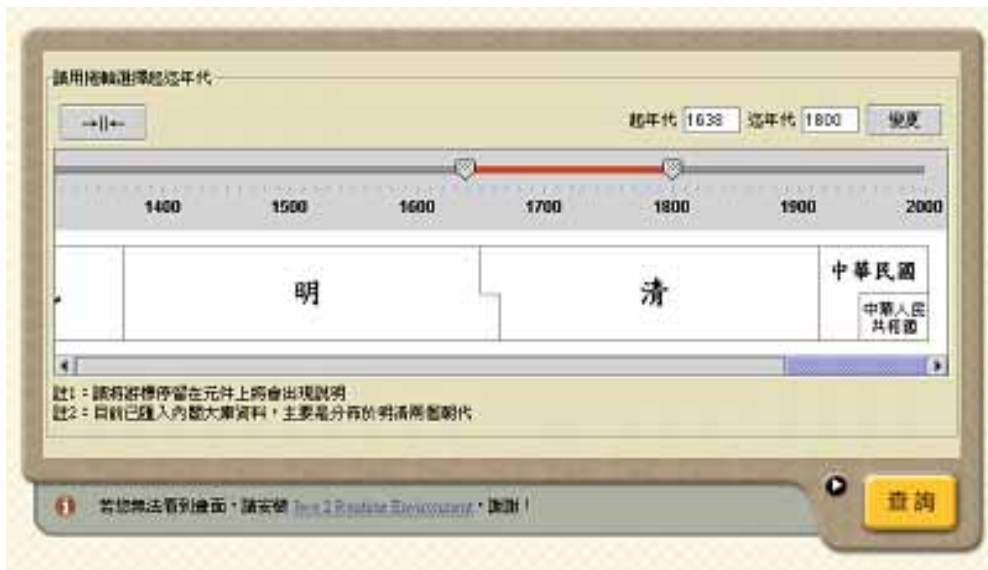 請用捲軸選擇起迄年代
→||← 起年代 1638 迄年代 1800 變更
1400 1500 1600 1700 1800 1900 2000
明 清 中華民國
中華人民
共和國
註1：請將游標停留在元件上將會出現說明
註2：目前已匯入內閣大庫資料，主要是分佈於明清兩個朝代
若您無法看到畫面，請安裝 Java 2 Runtime Environment，謝謝！
查詢